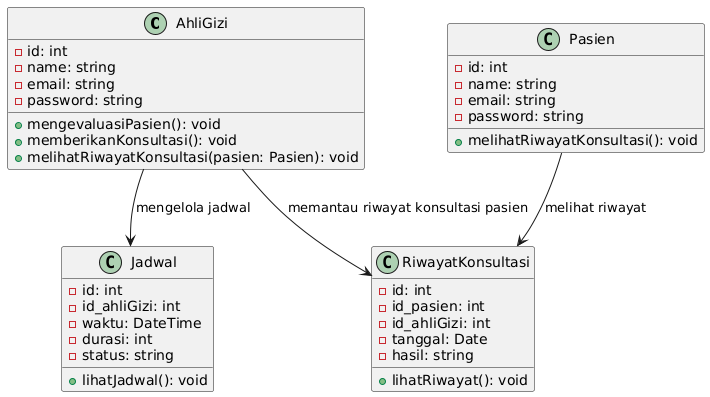 C AhliGizi
id: int
name: string
email: string
password: string
mengevaluasiPasien(): void
memberikanKonsultasi(): void
melihatRiwayatKonsultasi(pasien: Pasien): void
C Pasien
id: int
name: string
email: string
password: string
melihatRiwayatKonsultasi(): void
mengelola jadwal
memantau riwayat konsultasi pasien
melihat riwayat
C Jadwal
id: int
id_ahliGizi: int
waktu: DateTime
durasi: int
status: string
lihatJadwal(): void
C RiwayatKonsultasi
id: int
id_pasien: int
id_ahliGizi: int
tanggal: Date
hasil: string
lihatRiwayat(): void